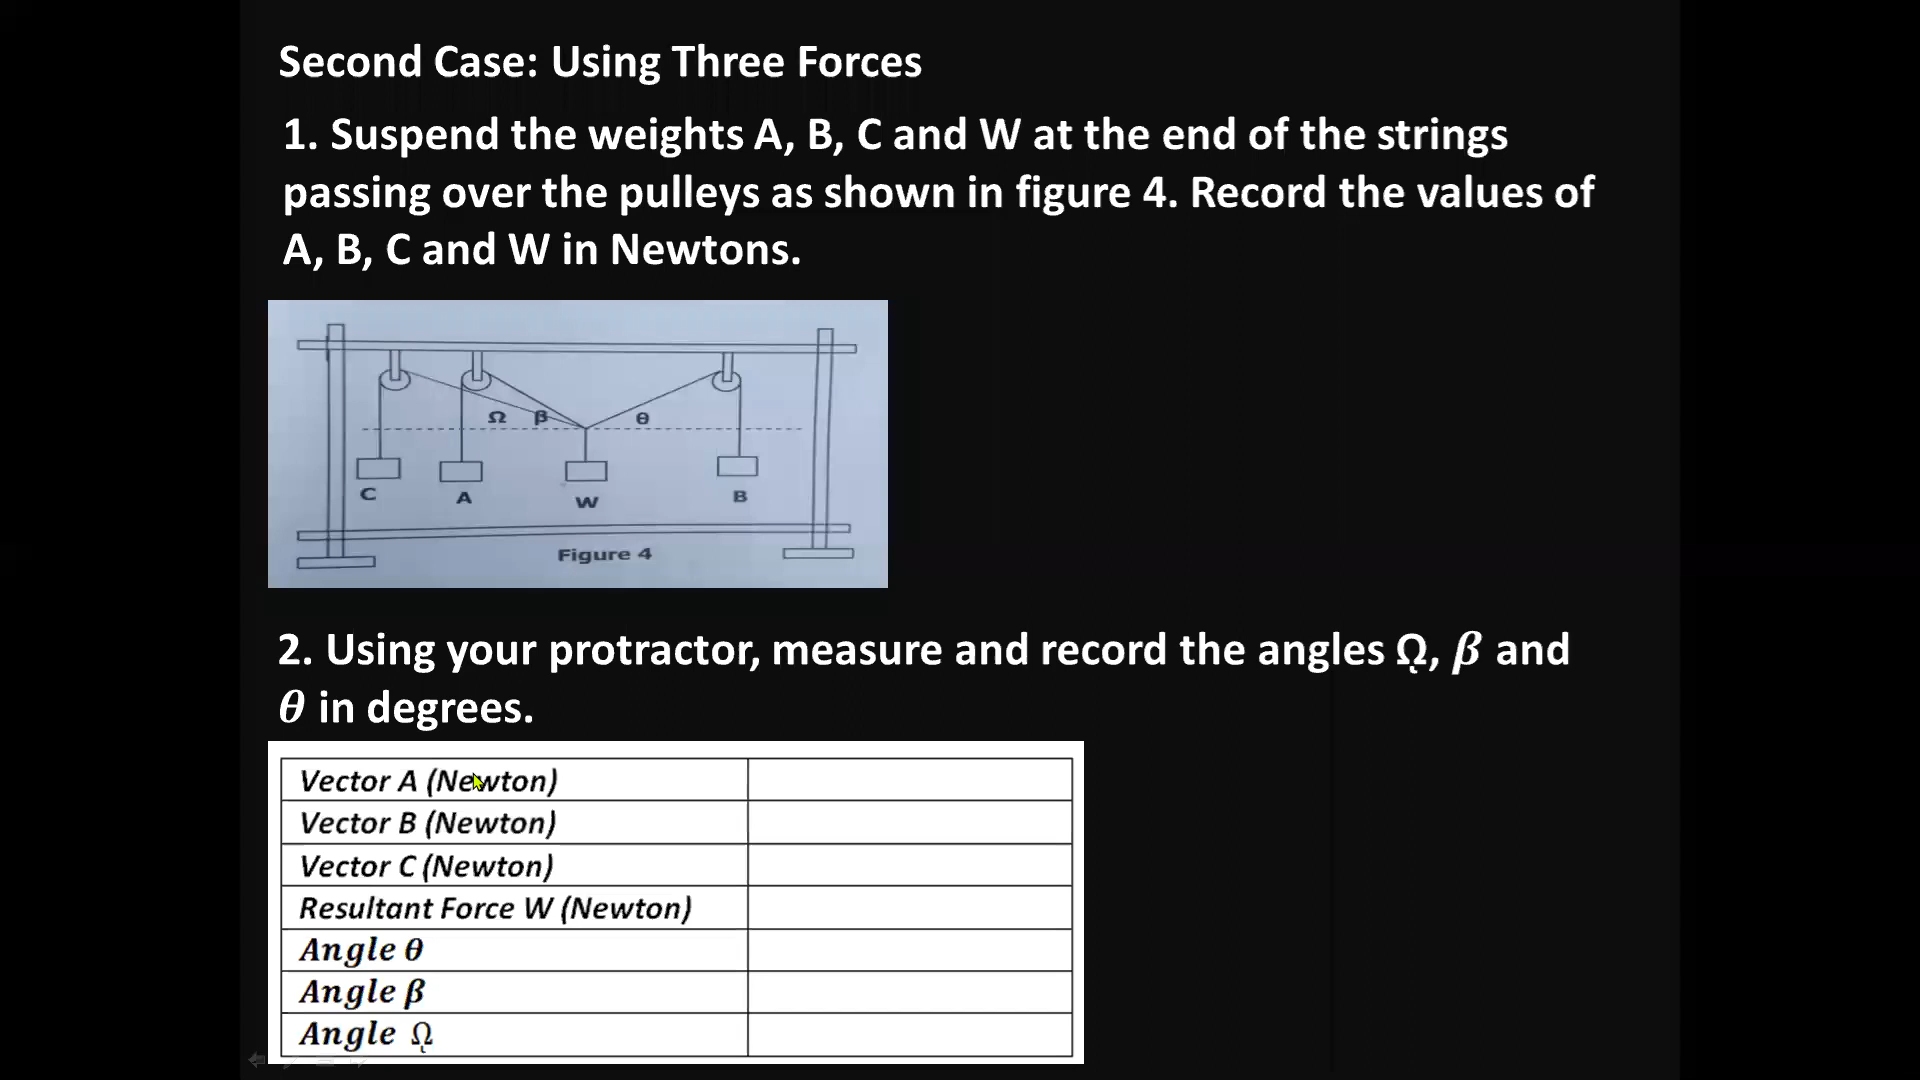 Second Case: Using Three Forces
1. Suspend the weights A, B, C and W at the end of the strings
passing over the pulleys as shown in figure 4. Record the values of
A, B, C and W in Newtons.
Ω β θ
C A W B
Figure 4
2. Using your protractor, measure and record the angles ᾩ, β and
θ in degrees.
Vector A (Newton)
Vector B (Newton)
Vector C (Newton)
Resultant Force W (Newton)
Angle θ
Angle β
Angle ᾩ